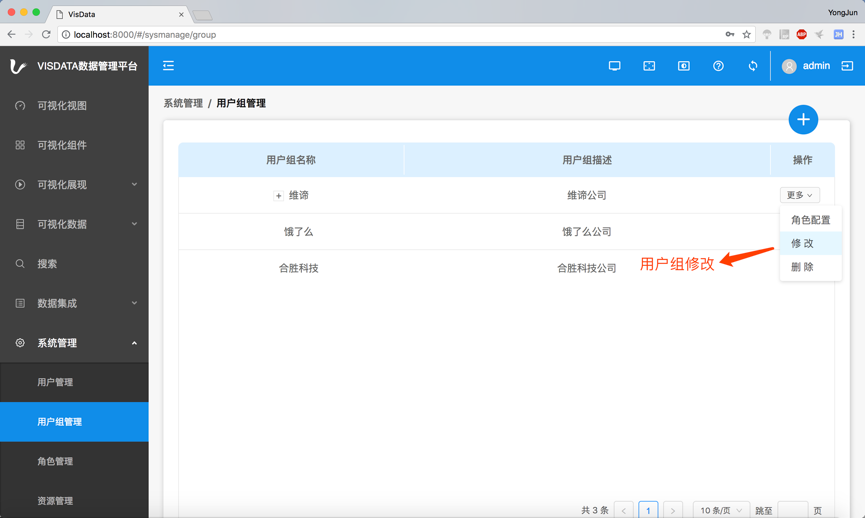 VisData
YongJun
localhost:8000/#/sysmanage/group
ABP
JH
VISDATA数据管理平台
admin
可视化视图
可视化组件
可视化展现
可视化数据
搜索
数据集成
系统管理
用户管理
用户组管理
角色管理
资源管理
系统管理 / 用户组管理
用户组名称 用户组描述 操作
维谛 维谛公司 更多
饿了么 饿了么公司
合胜科技 合胜科技公司
角色配置
修 改
删 除
用户组修改
共 3 条 1 10 条/页 跳至 页